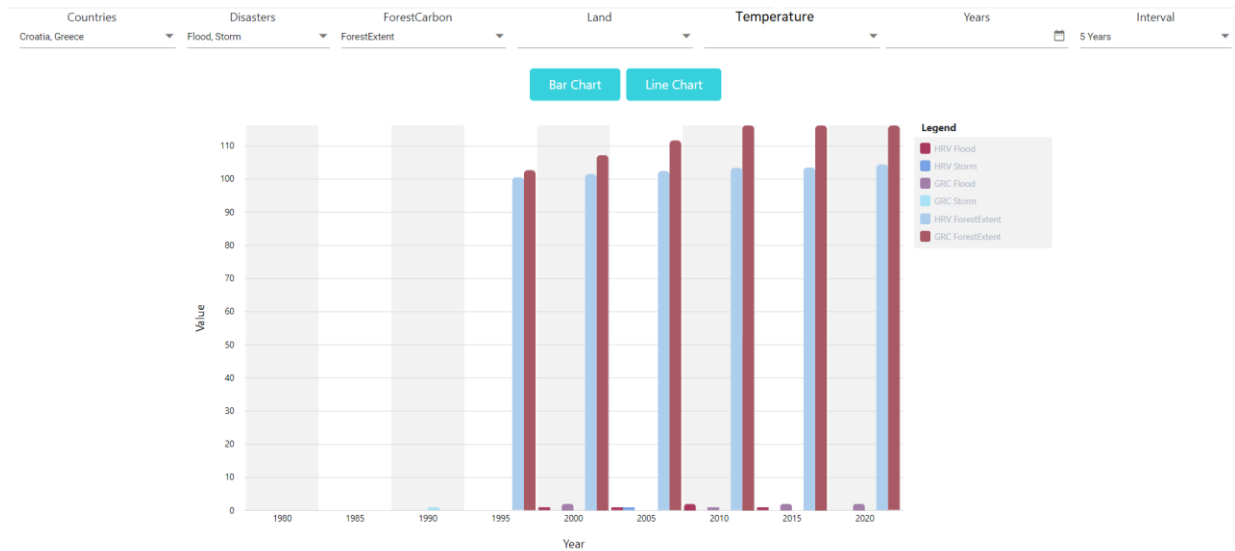 Countries Disasters ForestCarbon Land Temperature Years Interval
Croatia, Greece Flood, Storm ForestExtent 5 Years
Bar Chart Line Chart
Legend
HRV Flood
HRV Storm
GRC Flood
GRC Storm
HRV ForestExtent
GRC ForestExtent
Value
110
100
90
80
70
60
50
40
30
20
10
0
1980 1985 1990 1995 2000 2005 2010 2015 2020
Year